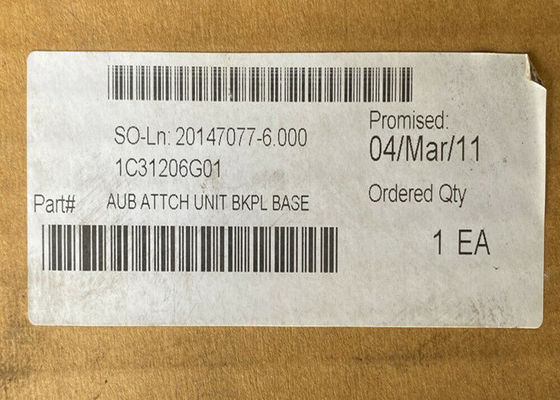 SO-Ln: 20147077-6.000
1C31206G01
Part# AUB ATTCH UNIT BKPL BASE
Promised:
04/Mar/11
Ordered Qty
1 EA